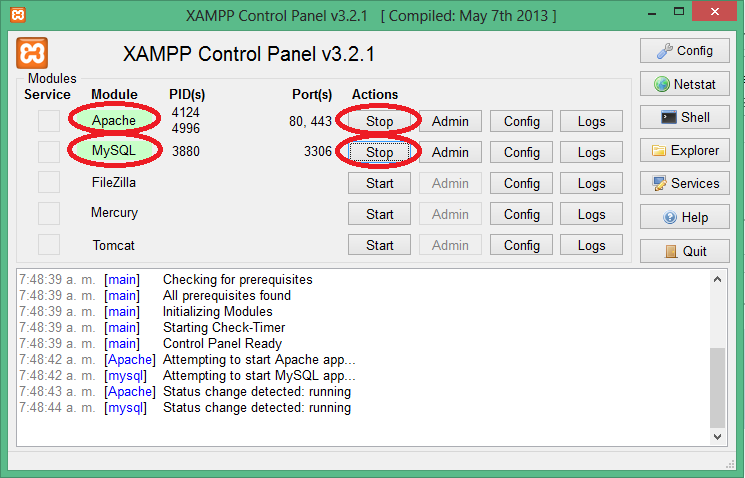 XAMPP Control Panel v3.2.1 [ Compiled: May 7th 2013 ]
XAMPP Control Panel v3.2.1
Config
Modules
Service Module PID(s) Port(s) Actions
Netstat
Apache 4124 4996 80, 443 Stop Admin Config Logs
Shell
MySQL 3880 3306 Stop Admin Config Logs
Explorer
FileZilla Start Admin Config Logs
Services
Mercury Start Admin Config Logs
Help
Tomcat Start Admin Config Logs
Quit
7:48:39 a. m. [main] Checking for prerequisites
7:48:39 a. m. [main] All prerequisites found
7:48:39 a. m. [main] Initializing Modules
7:48:39 a. m. [main] Starting Check-Timer
7:48:39 a. m. [main] Control Panel Ready
7:48:42 a. m. [Apache] Attempting to start Apache app...
7:48:42 a. m. [mysql] Attempting to start MySQL app...
7:48:43 a. m. [Apache] Status change detected: running
7:48:44 a. m. [mysql] Status change detected: running